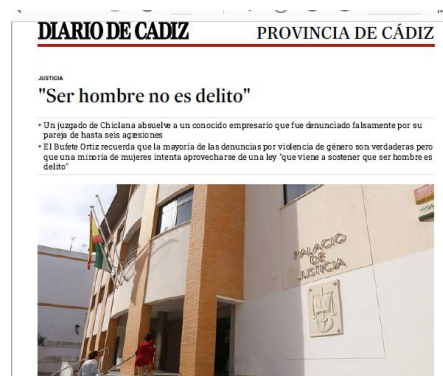 DIARIO DE CADIZ
PROVINCIA DE CÁDIZ
JUSTICIA
"Ser hombre no es delito"
• Un juzgado de Chiclana absuelve a un conocido empresario que fue denunciado falsamente por su
pareja de hasta seis agresiones
• El Bufete Ortiz recuerda que la mayoría de las denuncias por violencia de género son verdaderas pero
que una minoría de mujeres intenta aprovecharse de una ley "que viene a sostener que ser hombre es
delito"
PALACIO
DE
JUSTICIA